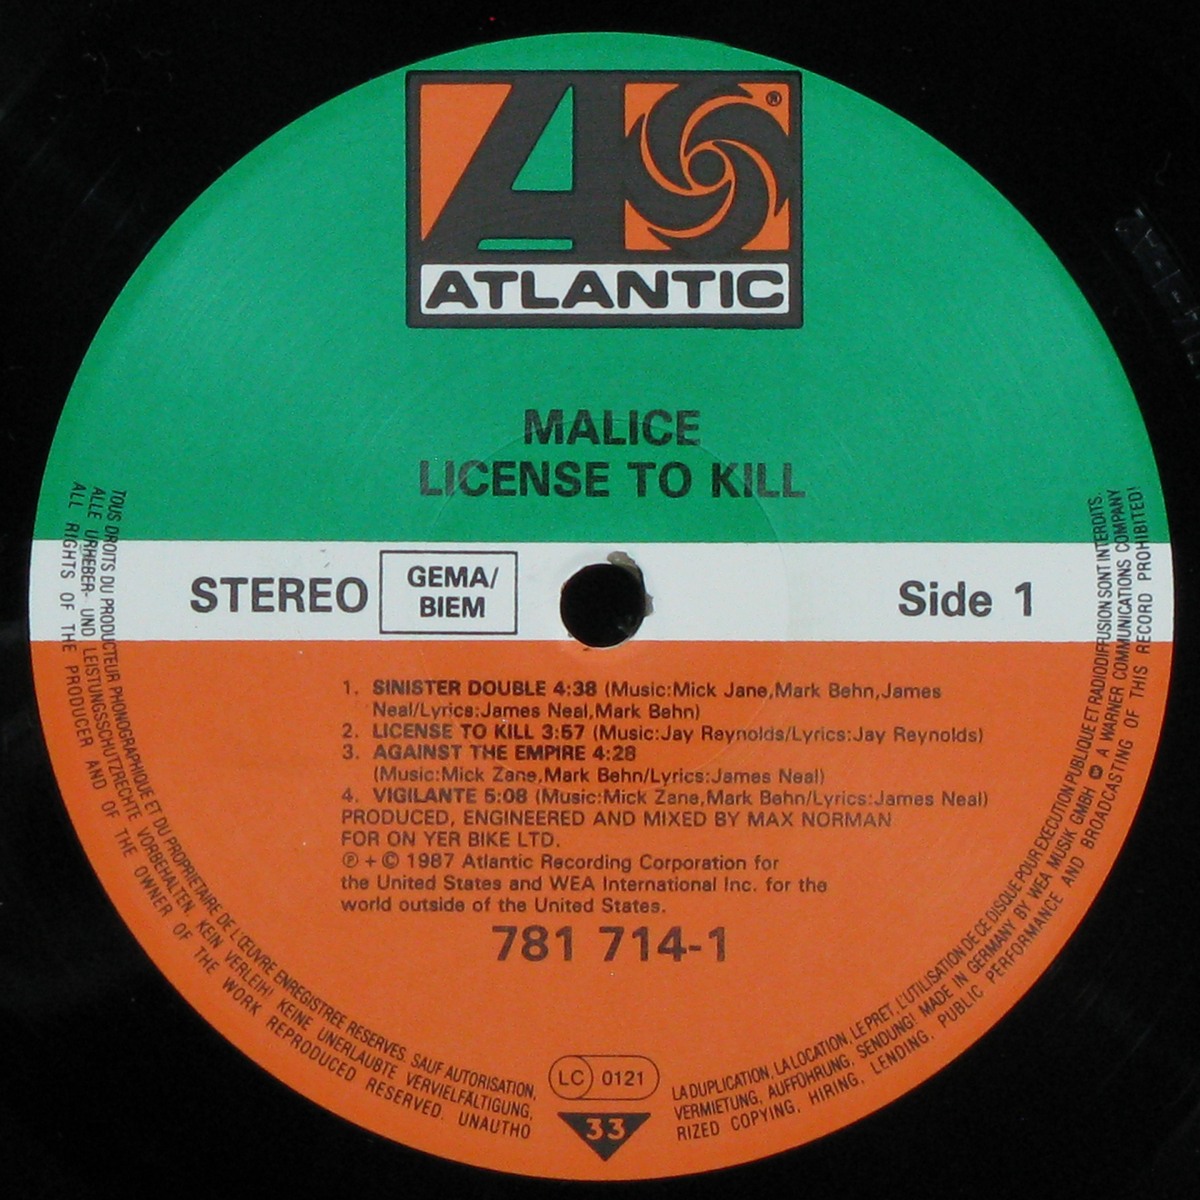 ®
ATLANTIC
MALICE
LICENSE TO KILL
STEREO
GEMA/
BIEM
Side 1
1. SINISTER DOUBLE 4:38 (Music:Mick Jane,Mark Behn,James
Neal/Lyrics:James Neal,Mark Behn)
2. LICENSE TO KILL 3:57 (Music:Jay Reynolds/Lyrics:Jay Reynolds)
3. AGAINST THE EMPIRE 4:28
(Music:Mick Zane,Mark Behn/Lyrics:James Neal)
4. VIGILANTE 5:08 (Music:Mick Zane,Mark Behn/Lyrics:James Neal)
PRODUCED, ENGINEERED AND MIXED BY MAX NORMAN
FOR ON YER BIKE LTD.
℗ + © 1987 Atlantic Recording Corporation for
the United States and WEA International Inc. for the
world outside of the United States.
781 714-1
LC 0121
33
TOUS DROITS DU PRODUCTEUR PHONOGRAPHIQUE ET DU PROPRIETAIRE DE L'ŒUVRE ENREGISTREE RESERVES. SAUF AUTORISATION, LA DUPLICATION, LA LOCATION, LE PRET, L'UTILISATION DE CE DISQUE POUR EXECUTION PUBLIQUE ET RADIODIFFUSION SONT INTERDITS.
ALLE URHEBER- UND LEISTUNGSSCHUTZRECHTE VORBEHALTEN. KEIN VERLEIH! KEINE UNERLAUBTE VERVIELFÄLTIGUNG, VERMIETUNG, AUFFÜHRUNG, SENDUNG! MADE IN GERMANY BY WEA MUSIK GMBH A WARNER COMMUNICATIONS COMPANY
ALL RIGHTS OF THE PRODUCER AND OF THE OWNER OF THE WORK REPRODUCED RESERVED. UNAUTHORIZED COPYING, HIRING, LENDING, PUBLIC PERFORMANCE AND BROADCASTING OF THIS RECORD PROHIBITED!